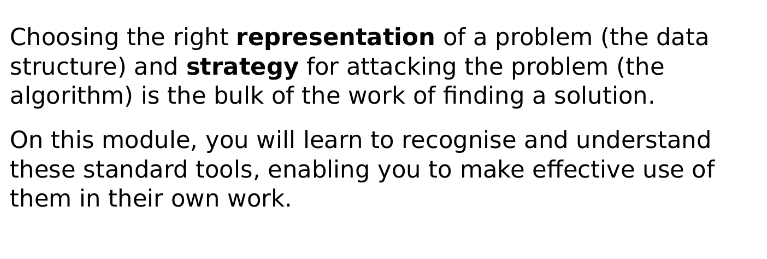 Choosing the right representation of a problem (the data
structure) and strategy for attacking the problem (the
algorithm) is the bulk of the work of finding a solution.
On this module, you will learn to recognise and understand
these standard tools, enabling you to make effective use of
them in their own work.